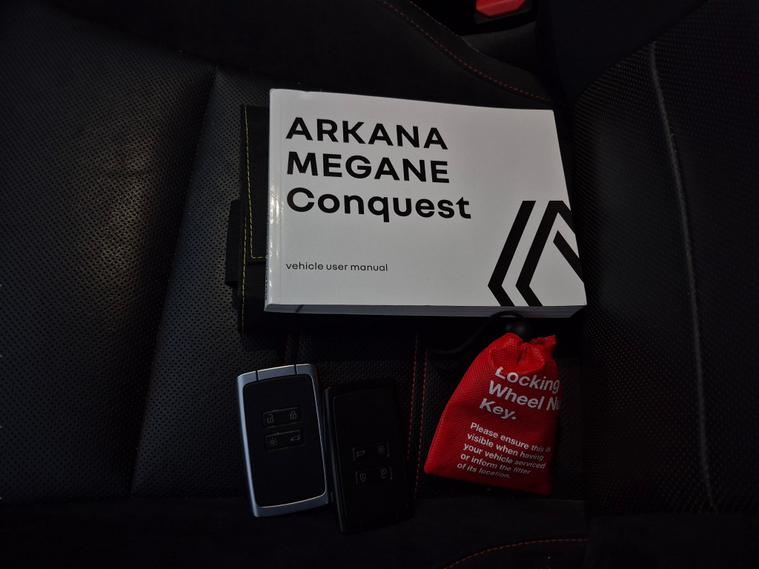 ARKANA
MEGANE
Conquest
vehicle user manual
Locking
Wheel
Key.
Please ensure this is
visible when having
your vehicle serviced
or inform the fitter
of its location.